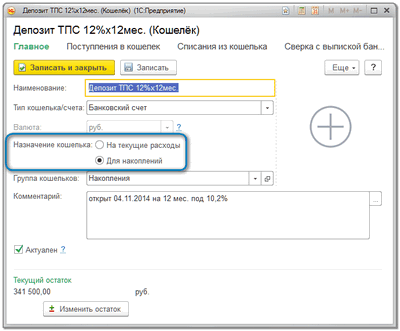 Депозит ТПС 12%х12мес. (Кошелёк) (1С:Предприятие)
M M+ M-
Депозит ТПС 12%х12мес. (Кошелёк)
Главное Поступления в кошелек Списания из кошелька Сверка с выпиской бан...
Записать и закрыть Записать Еще ?
Наименование: Депозит ТПС 12%х12мес.
Тип кошелька/счета: Банковский счет
Валюта: руб. ?
Назначение кошелька: На текущие расходы
Для накоплений
Группа кошельков: Накопления
Комментарий: открыт 04.11.2014 на 12 мес. под 10,2% ...
Актуален ?
Текущий остаток
341 500,00 руб.
± Изменить остаток